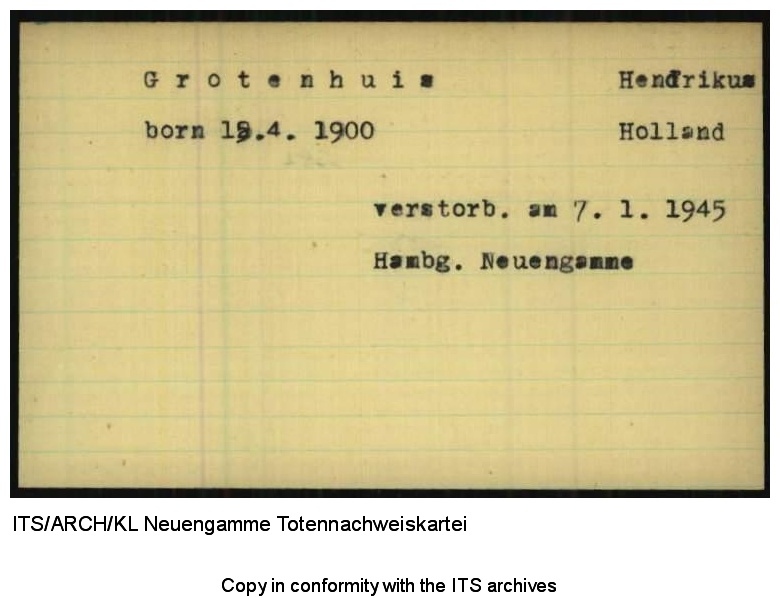 Grotenhuis Hendrikus
born 1900 Holland
verstorb. am 7. 1. 1945
Hambg. Neuengamme
ITS/ARCH/KL Neuengamme Totennachweiskartei
Copy in conformity with the ITS archives